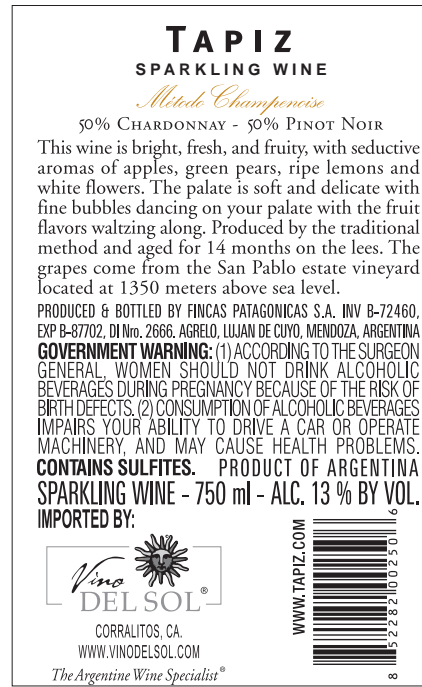 TAPIZ
SPARKLING WINE
Método Champenoise
50% CHARDONNAY - 50% PINOT NOIR
This wine is bright, fresh, and fruity, with seductive
aromas of apples, green pears, ripe lemons and
white flowers. The palate is soft and delicate with
fine bubbles dancing on your palate with the fruit
flavors waltzing along. Produced by the traditional
method and aged for 14 months on the lees. The
grapes come from the San Pablo estate vineyard
located at 1350 meters above sea level.
PRODUCED & BOTTLED BY FINCAS PATAGONICAS S.A. INV B-72460,
EXP B-87702, DI Nro. 2666. AGRELO, LUJAN DE CUYO, MENDOZA, ARGENTINA
GOVERNMENT WARNING: (1) ACCORDING TO THE SURGEON
GENERAL, WOMEN SHOULD NOT DRINK ALCOHOLIC
BEVERAGES DURING PREGNANCY BECAUSE OF THE RISK OF
BIRTH DEFECTS. (2) CONSUMPTION OF ALCOHOLIC BEVERAGES
IMPAIRS YOUR ABILITY TO DRIVE A CAR OR OPERATE
MACHINERY, AND MAY CAUSE HEALTH PROBLEMS.
CONTAINS SULFITES. PRODUCT OF ARGENTINA
SPARKLING WINE - 750 ml - ALC. 13 % BY VOL.
IMPORTED BY:
Vino
DEL SOL®
CORRALITOS, CA.
WWW.VINODELSOL.COM
The Argentine Wine Specialist®
WWW.TAPIZ.COM
8 52282 00250 6